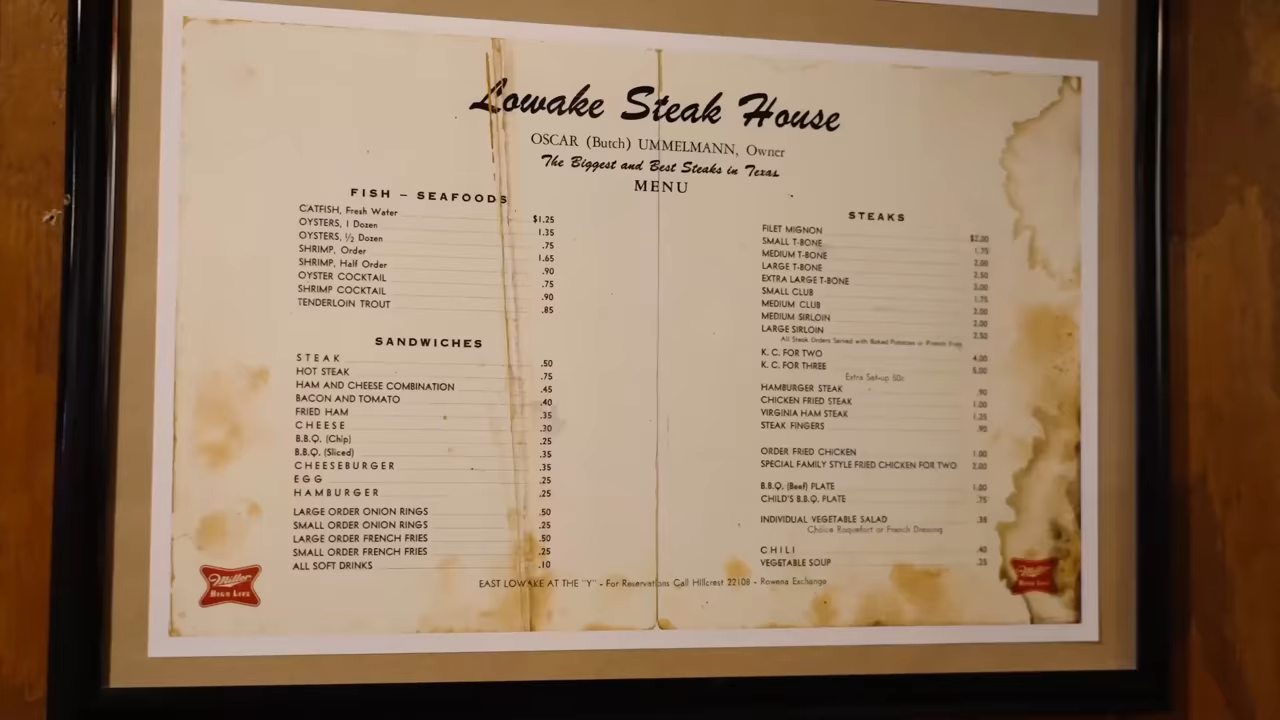 Lowake Steak House
OSCAR (Butch) UMMELMANN, Owner
The Biggest and Best Steaks in Texas
MENU
FISH – SEAFOODS
CATFISH, Fresh Water $1.25
OYSTERS, 1 Dozen 1.35
OYSTERS, ½ Dozen .75
SHRIMP, Order 1.65
SHRIMP, Half Order .90
OYSTER COCKTAIL .75
SHRIMP COCKTAIL .90
TENDERLOIN TROUT .85
SANDWICHES
STEAK .50
HOT STEAK .75
HAM AND CHEESE COMBINATION .45
BACON AND TOMATO .40
FRIED HAM .35
CHEESE .30
B.B.Q. (Chip) .25
B.B.Q. (Sliced) .35
CHEESEBURGER .35
EGG .25
HAMBURGER .25
LARGE ORDER ONION RINGS .50
SMALL ORDER ONION RINGS .25
LARGE ORDER FRENCH FRIES .50
SMALL ORDER FRENCH FRIES .25
ALL SOFT DRINKS .10
STEAKS
FILET MIGNON $2.00
SMALL T-BONE 1.75
MEDIUM T-BONE 2.00
LARGE T-BONE 2.50
EXTRA LARGE T-BONE 3.00
SMALL CLUB 1.75
MEDIUM CLUB 2.00
MEDIUM SIRLOIN 2.00
LARGE SIRLOIN 2.50
All Steak Orders Served with Baked Potatoes or French Fries
K. C. FOR TWO 4.00
K. C. FOR THREE
Extra Set-up 50c
HAMBURGER STEAK .90
CHICKEN FRIED STEAK 1.00
VIRGINIA HAM STEAK 1.25
STEAK FINGERS .90
ORDER FRIED CHICKEN 1.00
SPECIAL FAMILY STYLE FRIED CHICKEN FOR TWO 2.00
B.B.Q. (Beef) PLATE 1.00
CHILD'S B.B.Q. PLATE .75
INDIVIDUAL VEGETABLE SALAD
Choice Roquefort or French Dressing
CHILI .40
VEGETABLE SOUP
EAST LOWAKE AT THE "Y" - For Reservations Call Hillcrest 22108 - Rowena Exchange
Miller
HIGH LIFE
Miller
HIGH LIFE